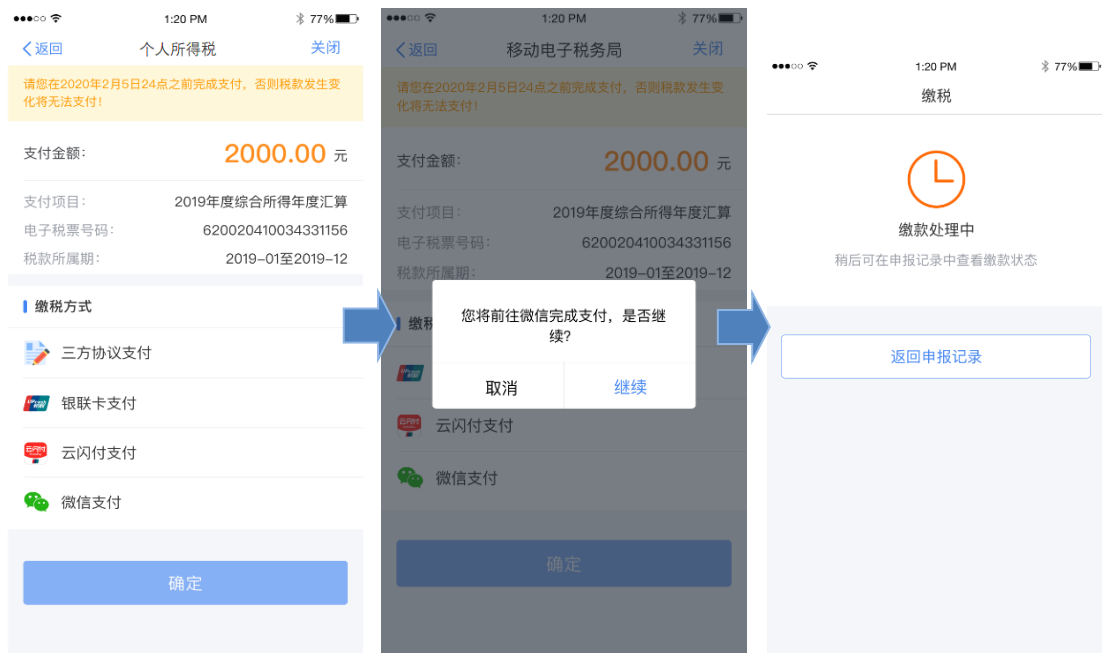 1:20 PM
77%
返回
个人所得税
关闭
请您在2020年2月5日24点之前完成支付，否则税款发生变
化将无法支付！
支付金额：
2000.00 元
支付项目：
2019年度综合所得年度汇算
电子税票号码：
620020410034331156
税款所属期：
2019-01至2019-12
缴税方式
三方协议支付
银联卡支付
云闪付支付
微信支付
确定
1:20 PM
77%
返回
移动电子税务局
关闭
请您在2020年2月5日24点之前完成支付，否则税款发生变
化将无法支付！
支付金额：
2000.00 元
支付项目：
2019年度综合所得年度汇算
电子税票号码：
620020410034331156
税款所属期：
2019-01至2019-12
缴税
您将前往微信完成支付，是否继
续？
取消
继续
云闪付支付
微信支付
确定
1:20 PM
77%
缴税
缴款处理中
稍后可在申报记录中查看缴款状态
返回申报记录